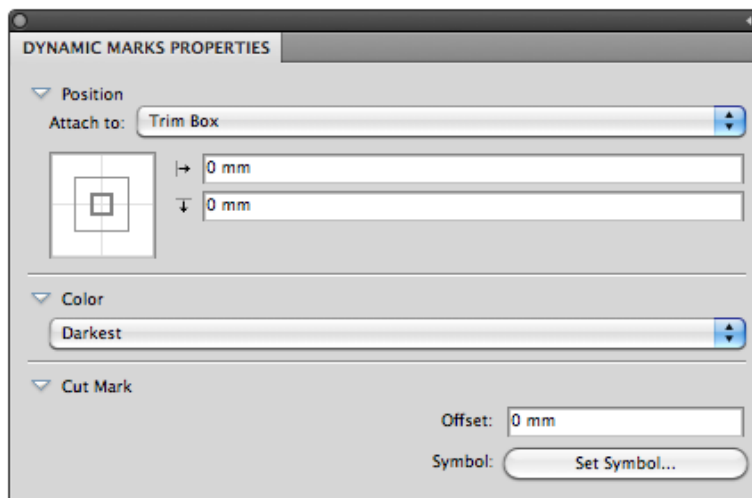 DYNAMIC MARKS PROPERTIES
Position
Attach to: Trim Box
0 mm
0 mm
Color
Darkest
Cut Mark
Offset: 0 mm
Symbol: Set Symbol...